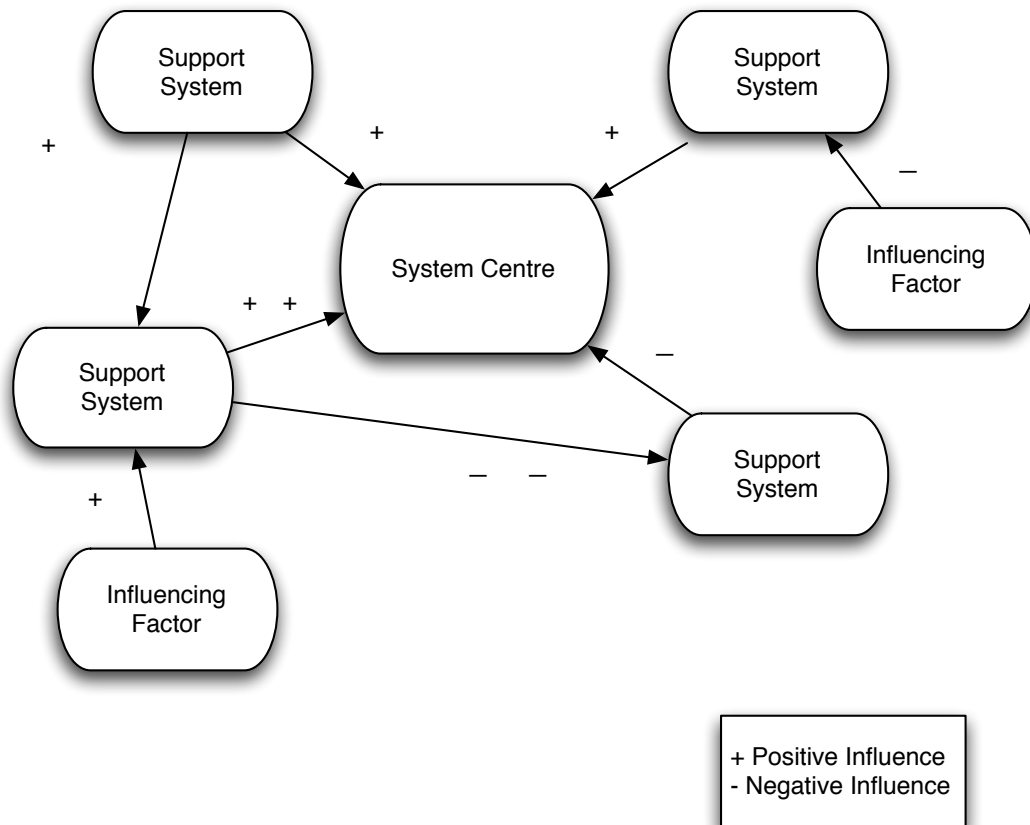 Support
System
Support
System
+
+
+
—
System Centre
Influencing
Factor
+ +
—
Support
System
Support
System
— —
+
Influencing
Factor
+ Positive Influence
- Negative Influence